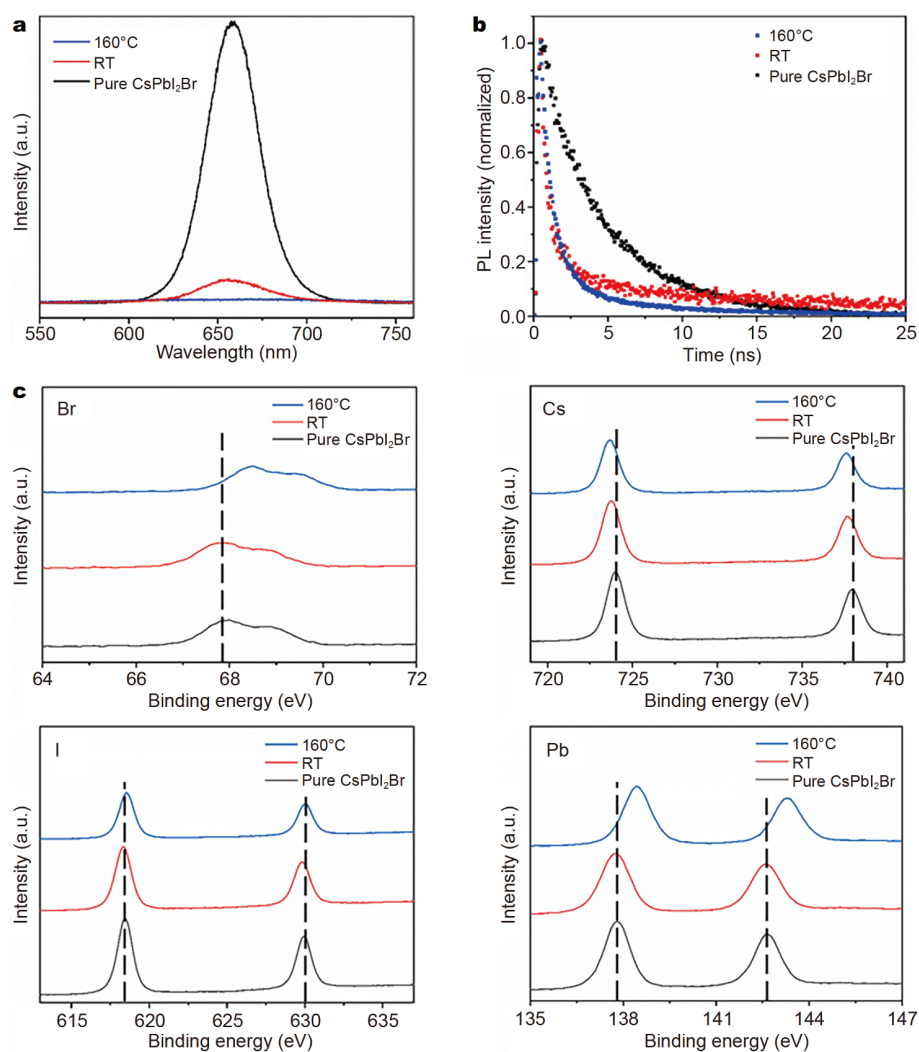 a
160°C
RT
Pure CsPbI₂Br
Intensity (a.u.)
550 600 650 700 750
Wavelength (nm)
b
160°C
RT
Pure CsPbI₂Br
PL intensity (normalized)
1.0
0.8
0.6
0.4
0.2
0.0
0 5 10 15 20 25
Time (ns)
c
Br
160°C
RT
Pure CsPbI₂Br
Intensity (a.u.)
64 66 67 68 70 72
Binding energy (eV)
Cs
160°C
RT
Pure CsPbI₂Br
Intensity (a.u.)
720 725 730 735 740
Binding energy (eV)
I
160°C
RT
Pure CsPbI₂Br
Intensity (a.u.)
615 620 625 630 635
Binding energy (eV)
Pb
160°C
RT
Pure CsPbI₂Br
Intensity (a.u.)
135 138 141 144 147
Binding energy (eV)